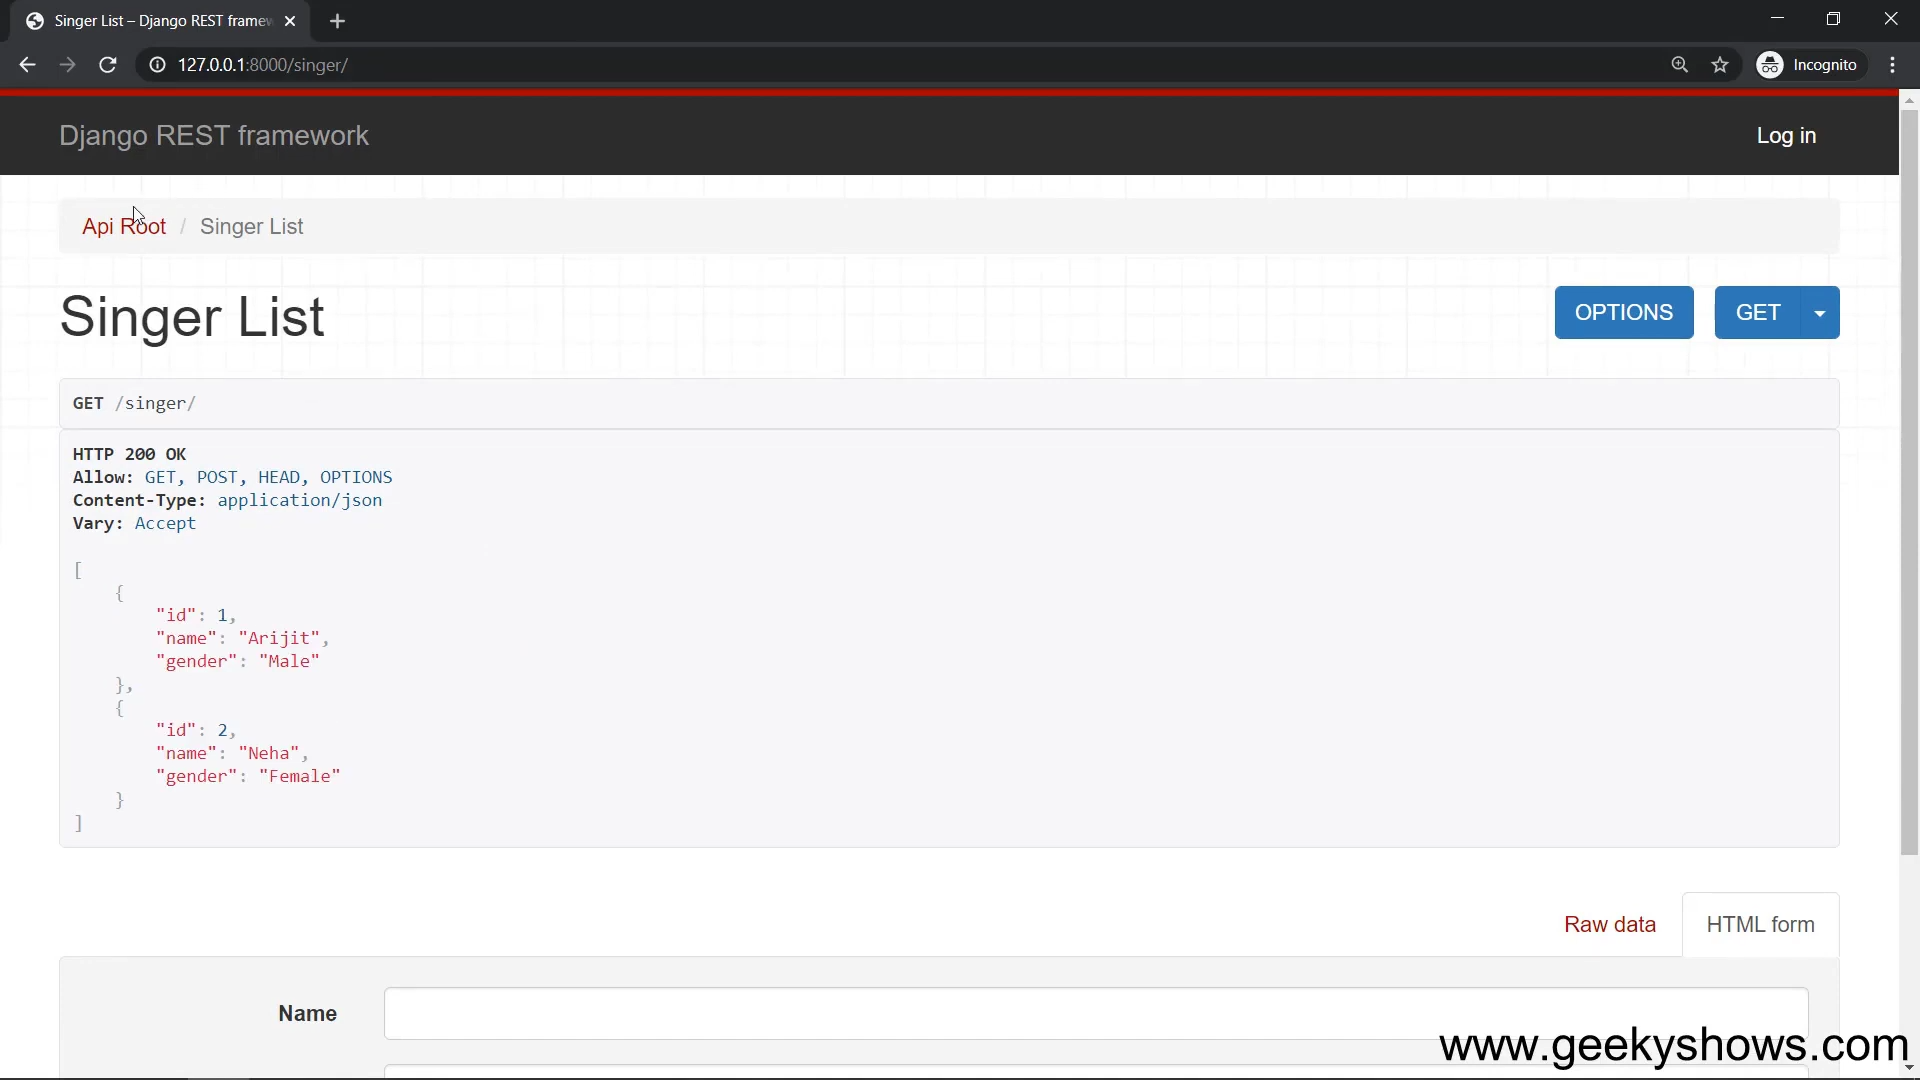 Singer List – Django REST framew
127.0.0.1:8000/singer/
Incognito
Django REST framework
Log in
Api Root / Singer List
Singer List
OPTIONS
GET
GET /singer/
HTTP 200 OK
Allow: GET, POST, HEAD, OPTIONS
Content-Type: application/json
Vary: Accept
[
    {
        "id": 1,
        "name": "Arijit",
        "gender": "Male"
    },
    {
        "id": 2,
        "name": "Neha",
        "gender": "Female"
    }
]
Raw data
HTML form
Name
www.geekyshows.com